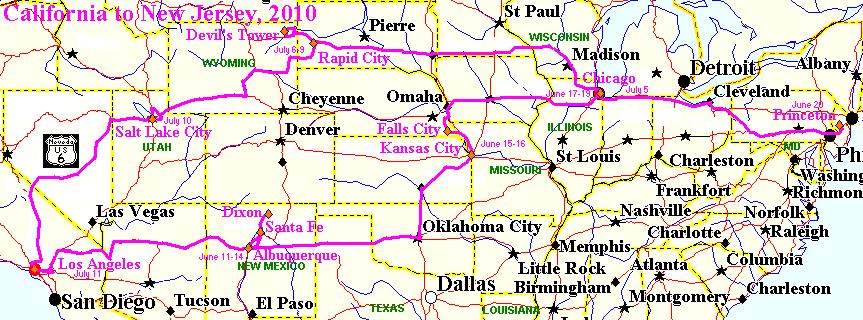 California to New Jersey, 2010
Pierre
St Paul
Devil's Tower
WISCONSIN
July 6-9
Rapid City
Madison
Detroit
Albany
WYOMING
Chicago
Cheyenne
Omaha
June 17-19
July 5
Cleveland
June 29
Princeton
July 10
Salt Lake City
UTAH
Denver
Falls City
ILLINOIS
Nevada
US
6
Kansas City
June 15-16
MISSOURI
St Louis
Charleston
MD
Phi
Washing
Frankfort
Richmon
Las Vegas
Dixon
Santa Fe
Oklahoma City
Nashville
Norfolk
Charlotte
Raleigh
June 11-14
Albuquerque
NEW MEXICO
Memphis
Los Angeles
July 11
Little Rock
Atlanta
Columbia
San Diego
Tucson
El Paso
TEXAS
Dallas
LOUISIANA
Birmingham
Montgomery
Charleston